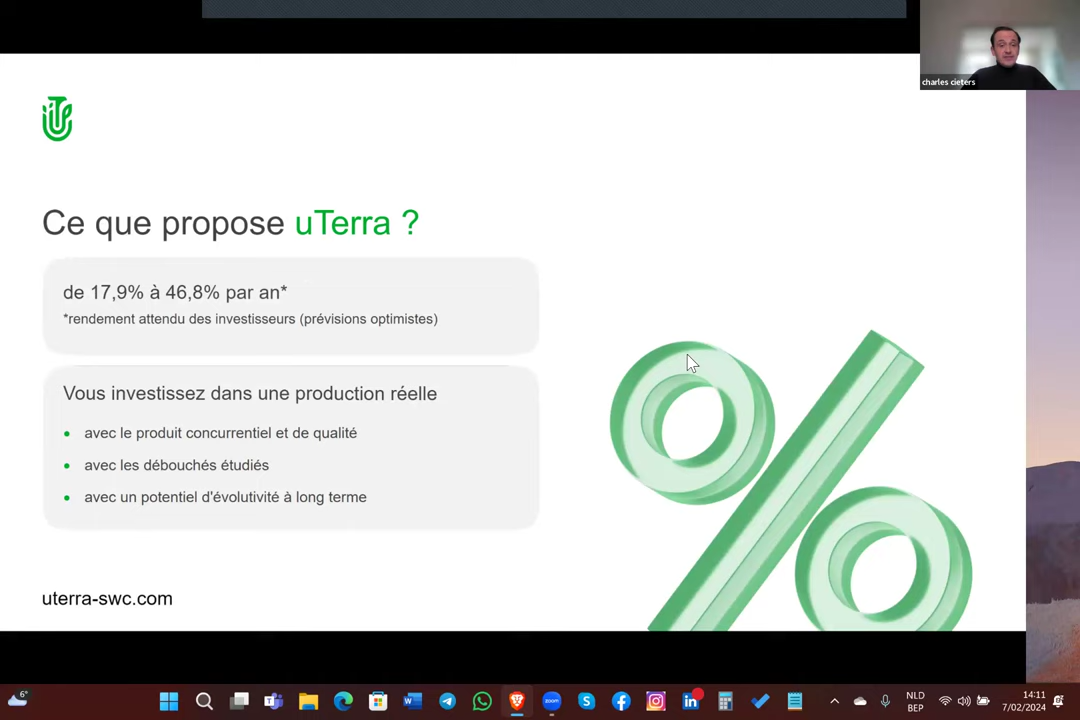 charles cieters
Ce que propose uTerra ?
de 17,9% à 46,8% par an*
*rendement attendu des investisseurs (prévisions optimistes)
Vous investissez dans une production réelle
• avec le produit concurrentiel et de qualité
• avec les débouchés étudiés
• avec un potentiel d'évolutivité à long terme
uterra-swc.com
6°
zoom
NLD
BEP
14:11
7/02/2024